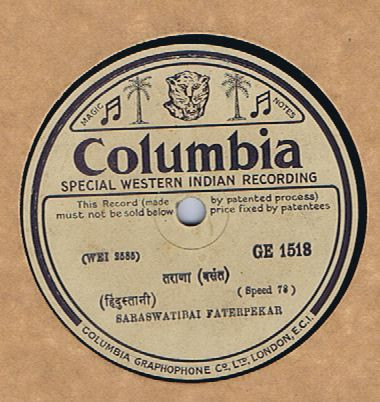 MAGIC NOTES
Columbia
SPECIAL WESTERN INDIAN RECORDING
This Record (made by patented process)
must not be sold below price fixed by patentees
(WEI 2585) GE 1518
तराणा (बसंत)
(हिंदुस्तानी) (Speed 78)
SARASWATIBAI FATERPEKAR
COLUMBIA GRAPHOPHONE CO., LTD, LONDON, E.C.1.